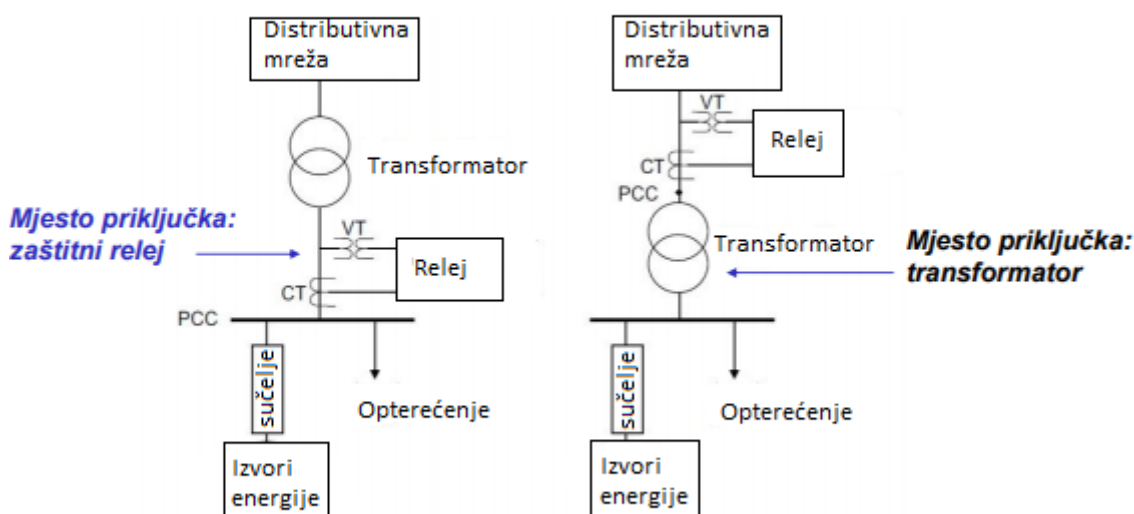 Distributivna
mreža
Transformator
Mjesto priključka:
zaštitni relej
VT
Relej
CT
PCC
sučelje
Opterećenje
Izvori
energije
Distributivna
mreža
VT
Relej
CT
PCC
Transformator
Mjesto priključka:
transformator
sučelje
Opterećenje
Izvori
energije